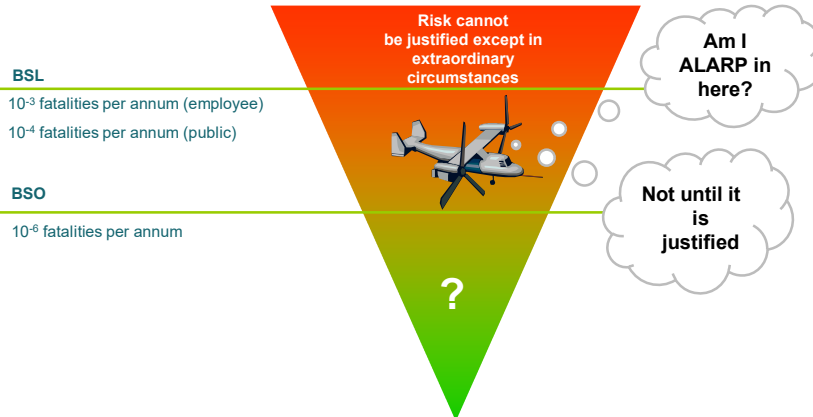 Risk cannot
be justified except in
extraordinary
circumstances
Am I
ALARP in
here?
BSL
10⁻³ fatalities per annum (employee)
10⁻⁴ fatalities per annum (public)
BSO
10⁻⁶ fatalities per annum
Not until it
is
justified
?